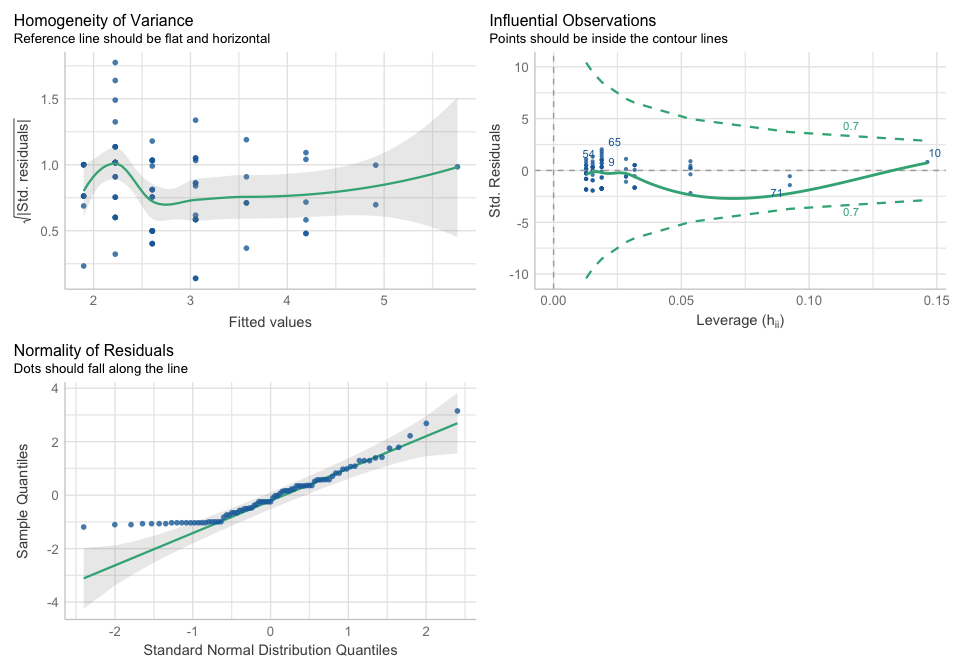 Homogeneity of Variance
Reference line should be flat and horizontal
√|Std. residuals|
1.5
1.0
0.5
2 3 4 5
Fitted values
Influential Observations
Points should be inside the contour lines
Std. Residuals
10
5
0
-5
-10
0.7
65
54
9
10
71
0.7
0.00 0.05 0.10 0.15
Leverage (hii)
Normality of Residuals
Dots should fall along the line
Sample Quantiles
4
2
0
-2
-4
-2 -1 0 1 2
Standard Normal Distribution Quantiles